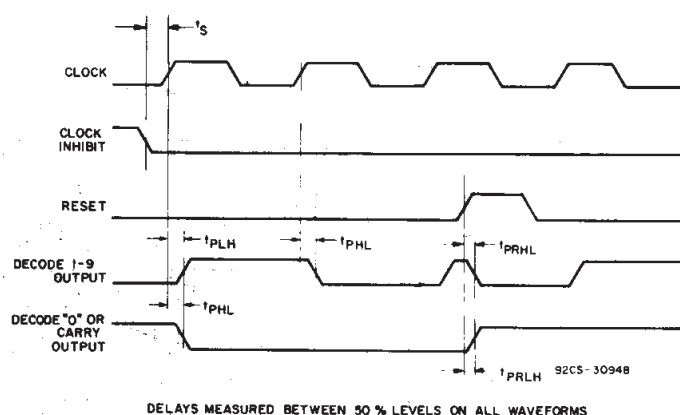 tS
CLOCK
CLOCK
INHIBIT
RESET
tPLH
tPHL
tPRHL
DECODE 1-9
OUTPUT
tPHL
DECODE "0" OR
CARRY
OUTPUT
tPRLH
92CS-30948
DELAYS MEASURED BETWEEN 50 % LEVELS ON ALL WAVEFORMS